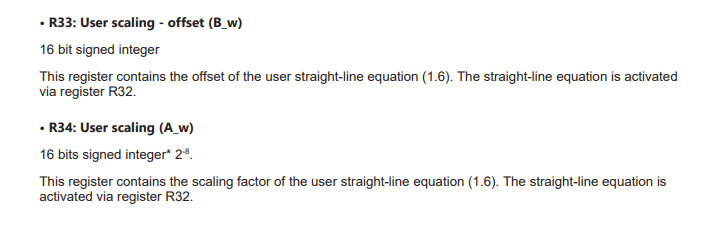 • R33: User scaling - offset (B_w)
16 bit signed integer
This register contains the offset of the user straight-line equation (1.6). The straight-line equation is activated
via register R32.
• R34: User scaling (A_w)
16 bits signed integer* 2⁻⁸.
This register contains the scaling factor of the user straight-line equation (1.6). The straight-line equation is
activated via register R32.